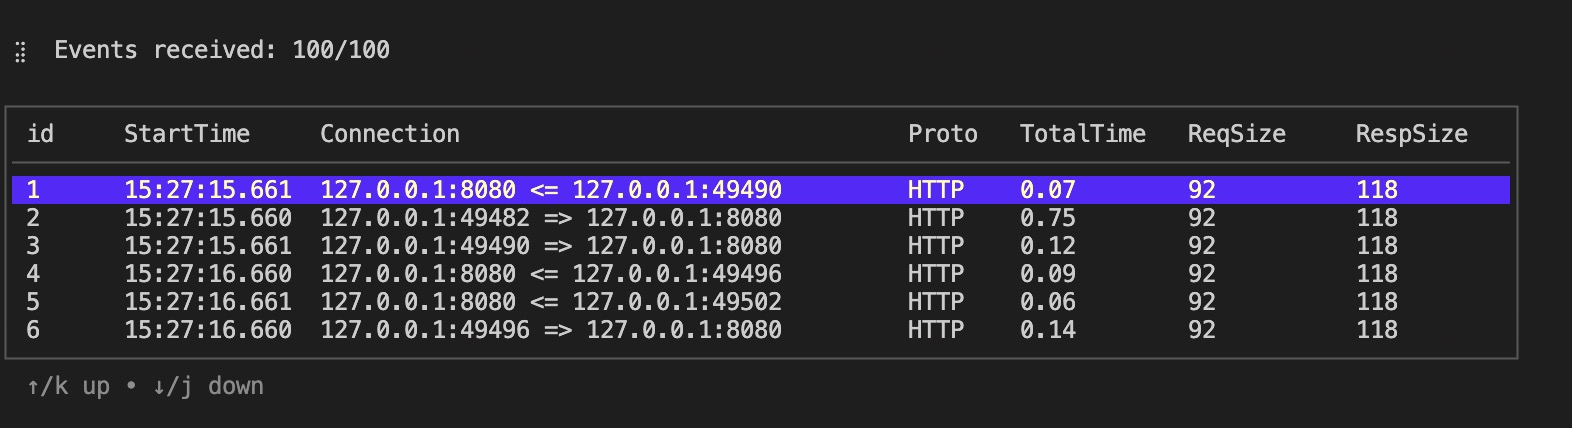 Events received: 100/100
id StartTime Connection Proto TotalTime ReqSize RespSize
1 15:27:15.661 127.0.0.1:8080 <= 127.0.0.1:49490 HTTP 0.07 92 118
2 15:27:15.660 127.0.0.1:49482 => 127.0.0.1:8080 HTTP 0.75 92 118
3 15:27:15.661 127.0.0.1:49490 => 127.0.0.1:8080 HTTP 0.12 92 118
4 15:27:16.660 127.0.0.1:8080 <= 127.0.0.1:49496 HTTP 0.09 92 118
5 15:27:16.661 127.0.0.1:8080 <= 127.0.0.1:49502 HTTP 0.06 92 118
6 15:27:16.660 127.0.0.1:49496 => 127.0.0.1:8080 HTTP 0.14 92 118
↑/k up • ↓/j down